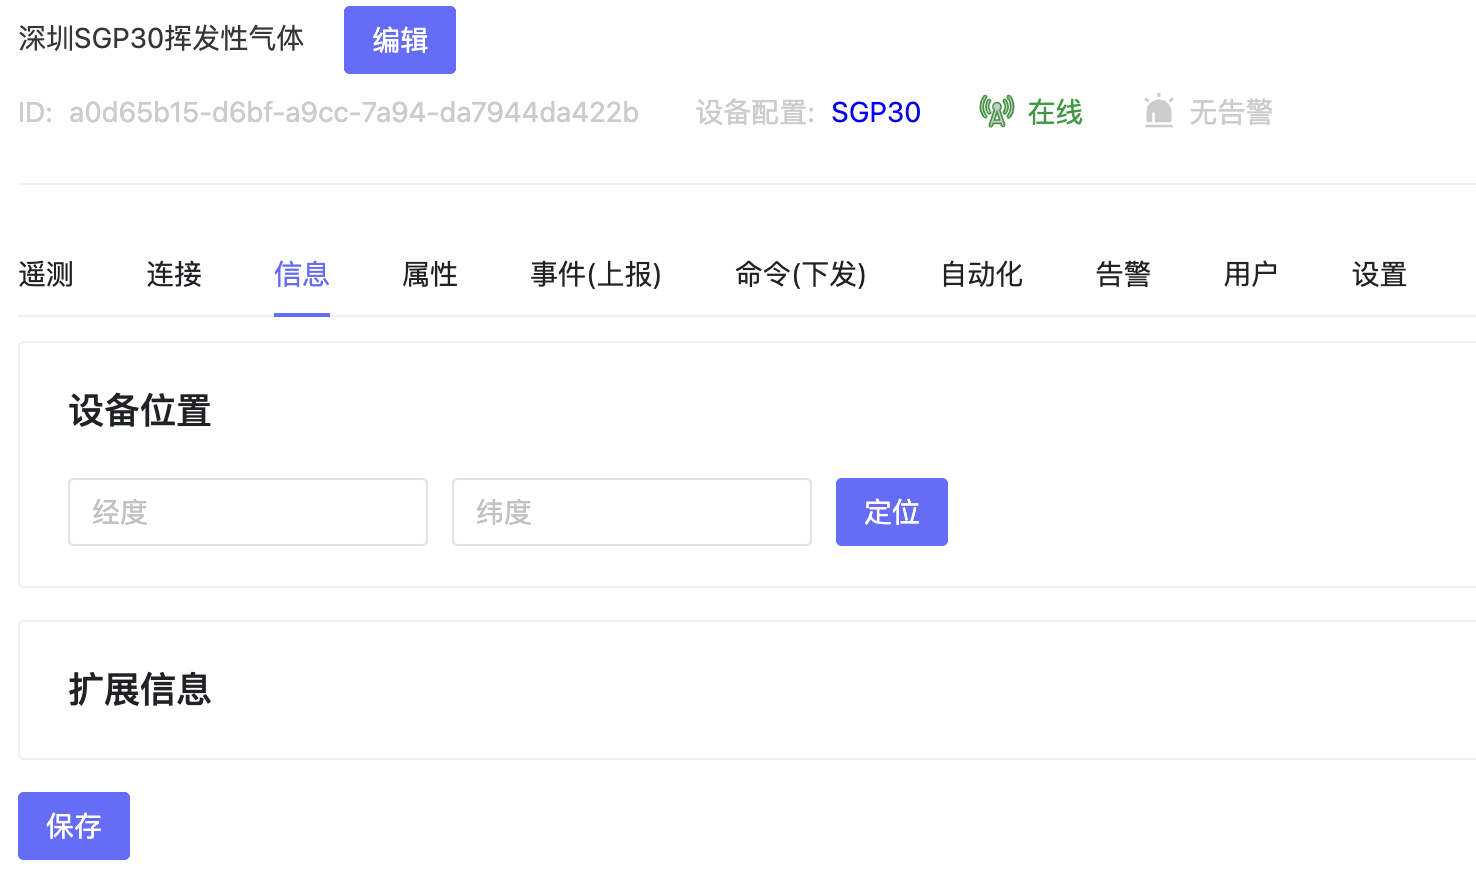 深圳SGP30挥发性气体 编辑
ID: a0d65b15-d6bf-a9cc-7a94-da7944da422b 设备配置: SGP30 在线 无告警
遥测 连接 信息 属性 事件(上报) 命令(下发) 自动化 告警 用户 设置
设备位置
经度 纬度 定位
扩展信息
保存